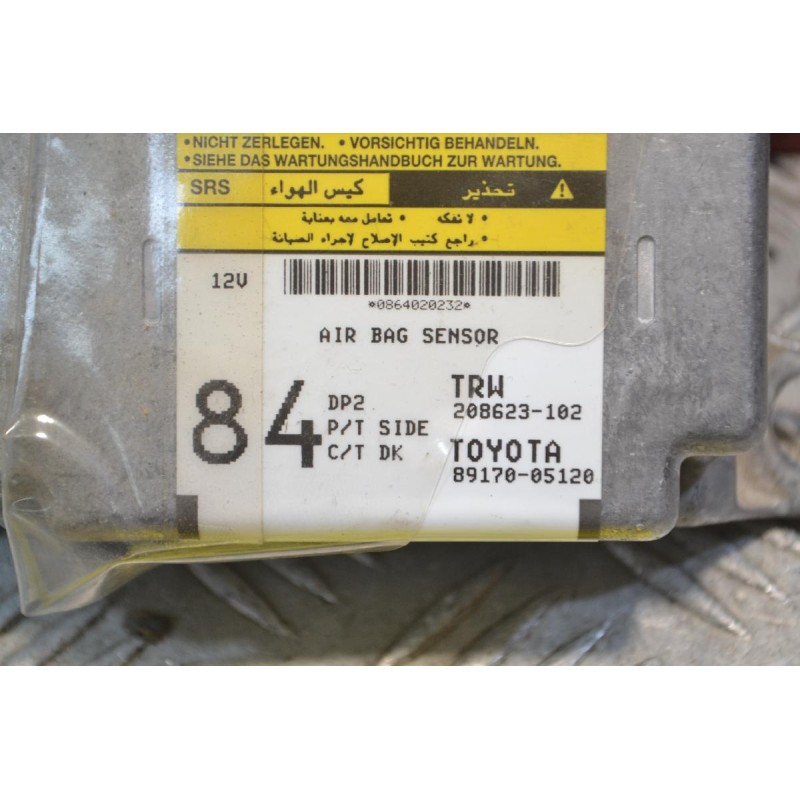 •NICHT ZERLEGEN. •VORSICHTIG BEHANDELN.
•SIEHE DAS WARTUNGSHANDBUCH ZUR WARTUNG.
SRS كيس الهواء تحذير
• لا تفكه • تعامل معه بعناية
• راجع كتيب الإصلاح لاجراء الصيانة
12V
*0864020232*
AIR BAG SENSOR
84 DP2 TRW
P/T SIDE 208623-102
C/T DK TOYOTA
89170-05120